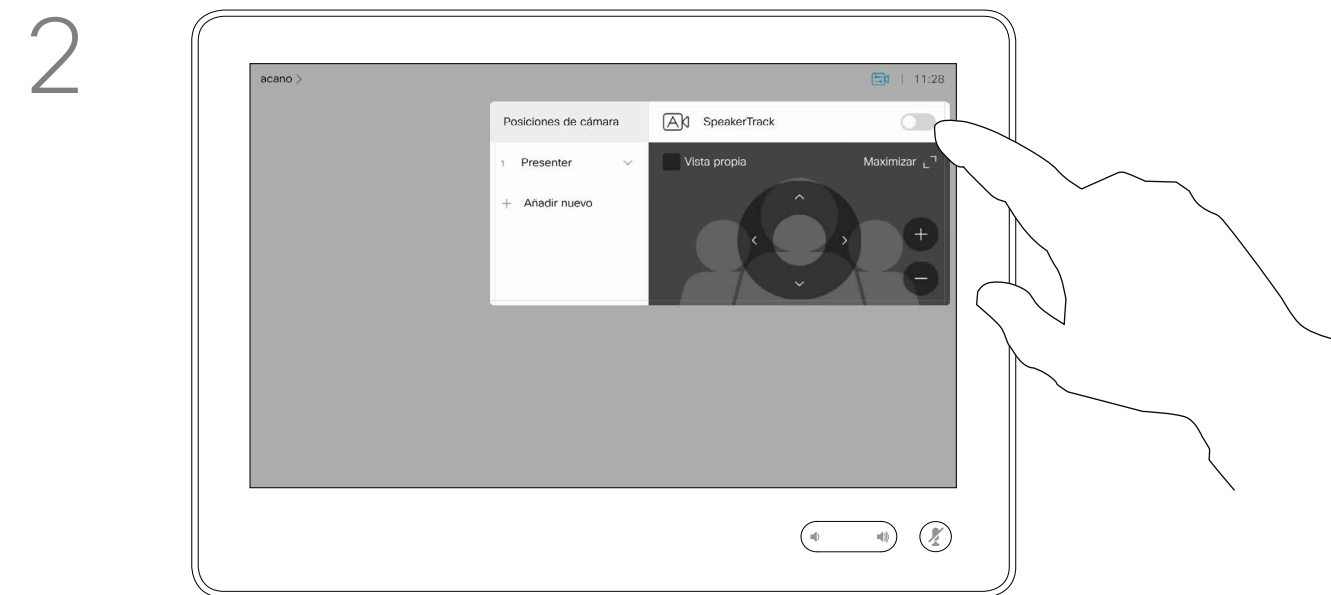 2
acano >
11:28
Posiciones de cámara
SpeakerTrack
1 Presenter
Vista propia
Maximizar
+ Añadir nuevo